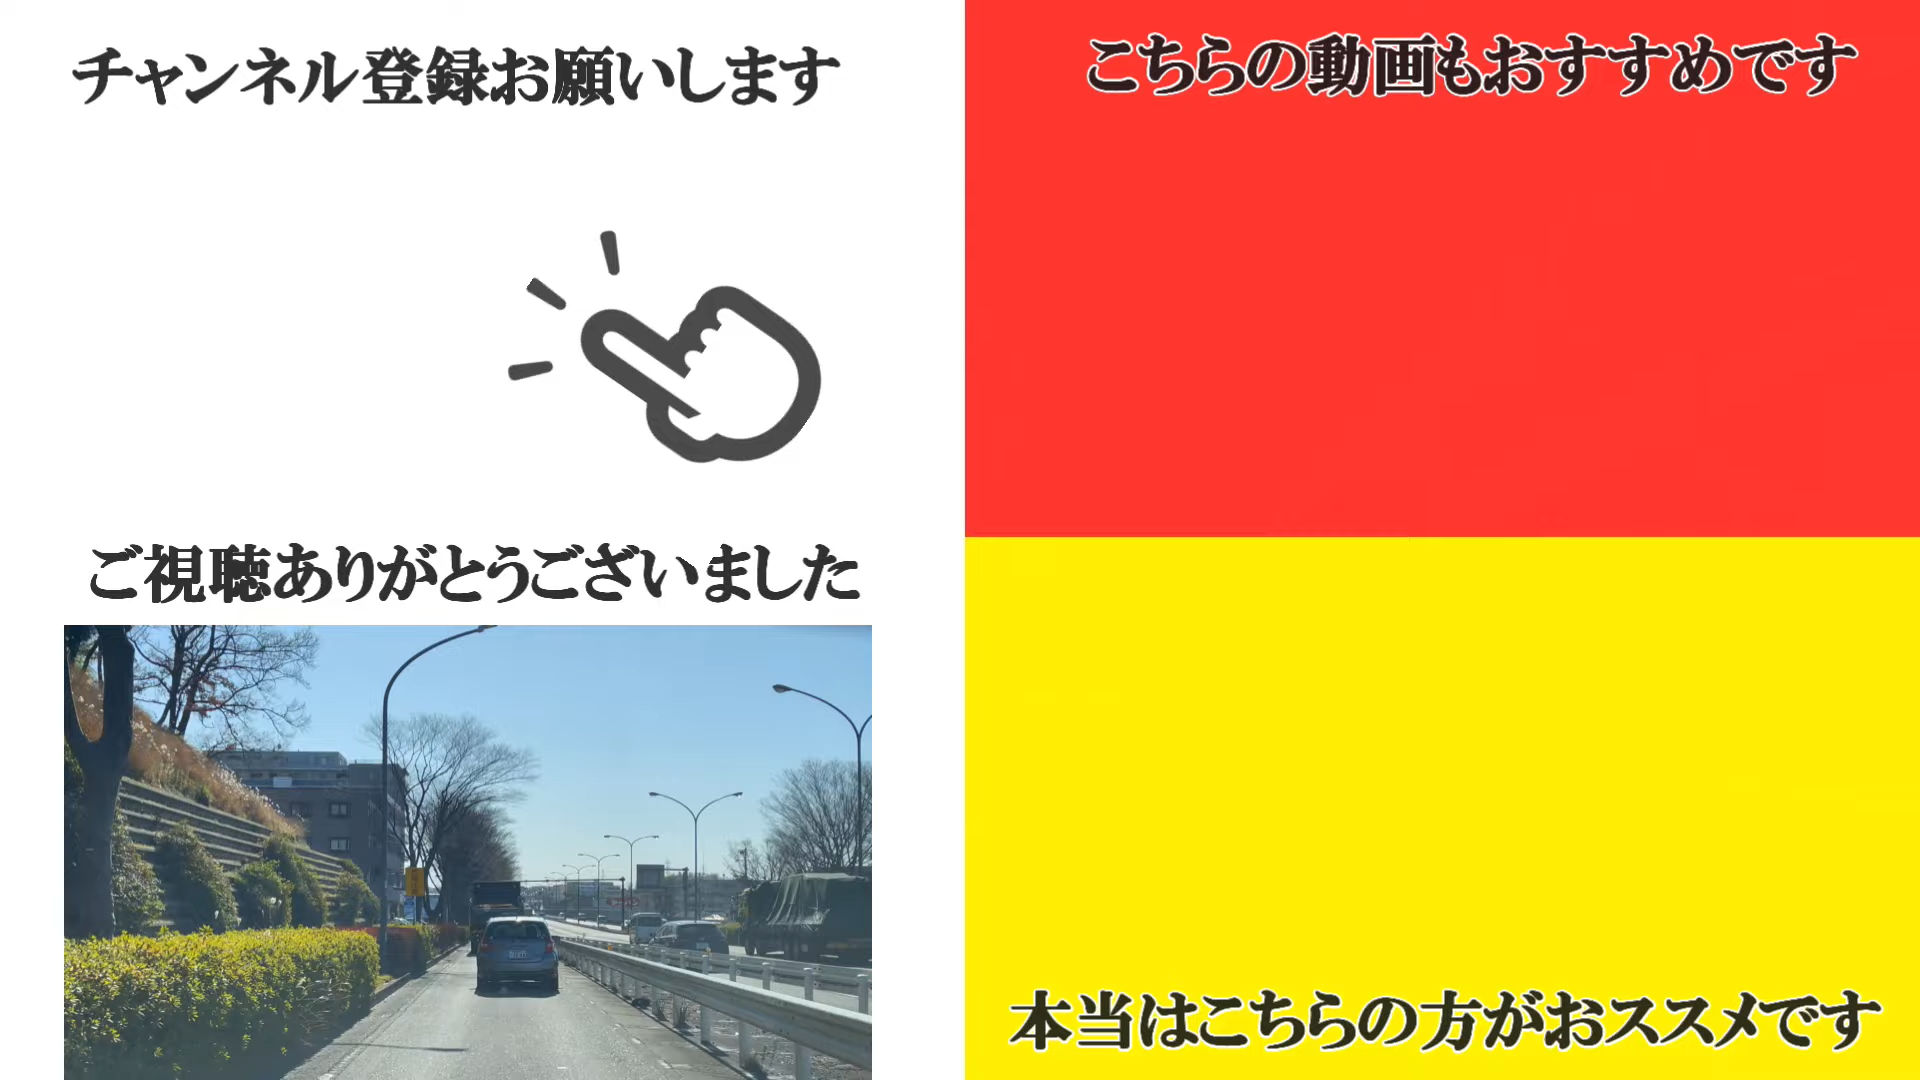 チャンネル登録お願いします
こちらの動画もおすすめです
ご視聴ありがとうございました
本当はこちらの方がおススメです